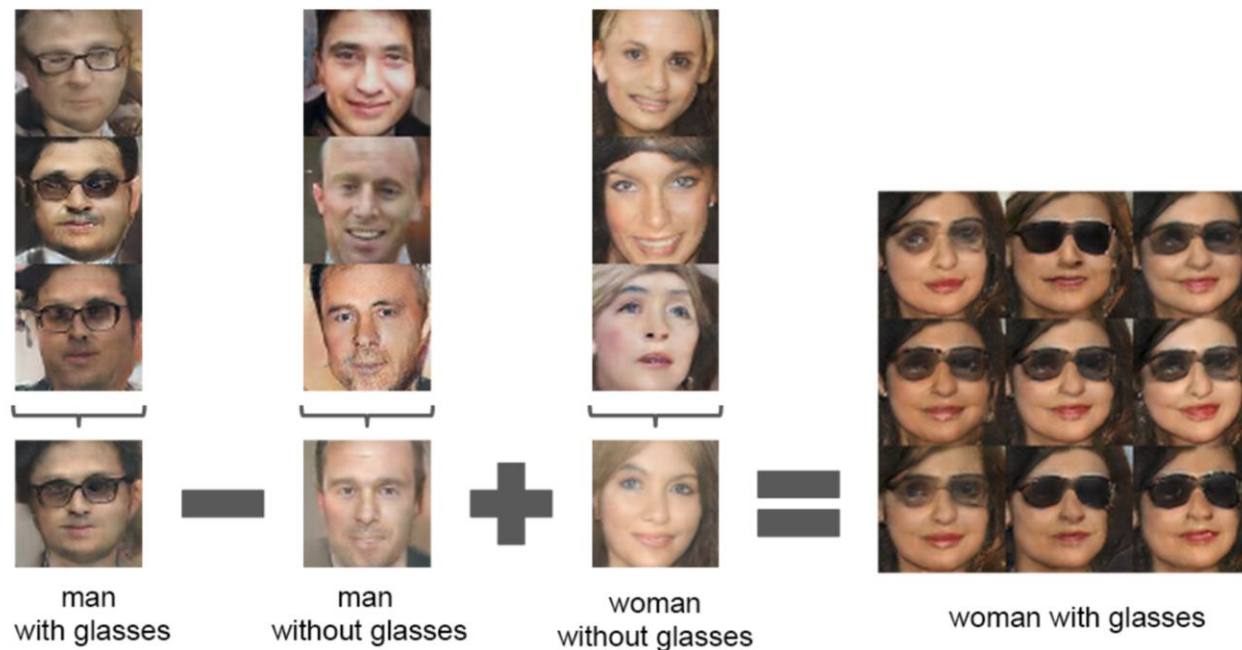 man
with glasses
man
without glasses
woman
without glasses
woman with glasses